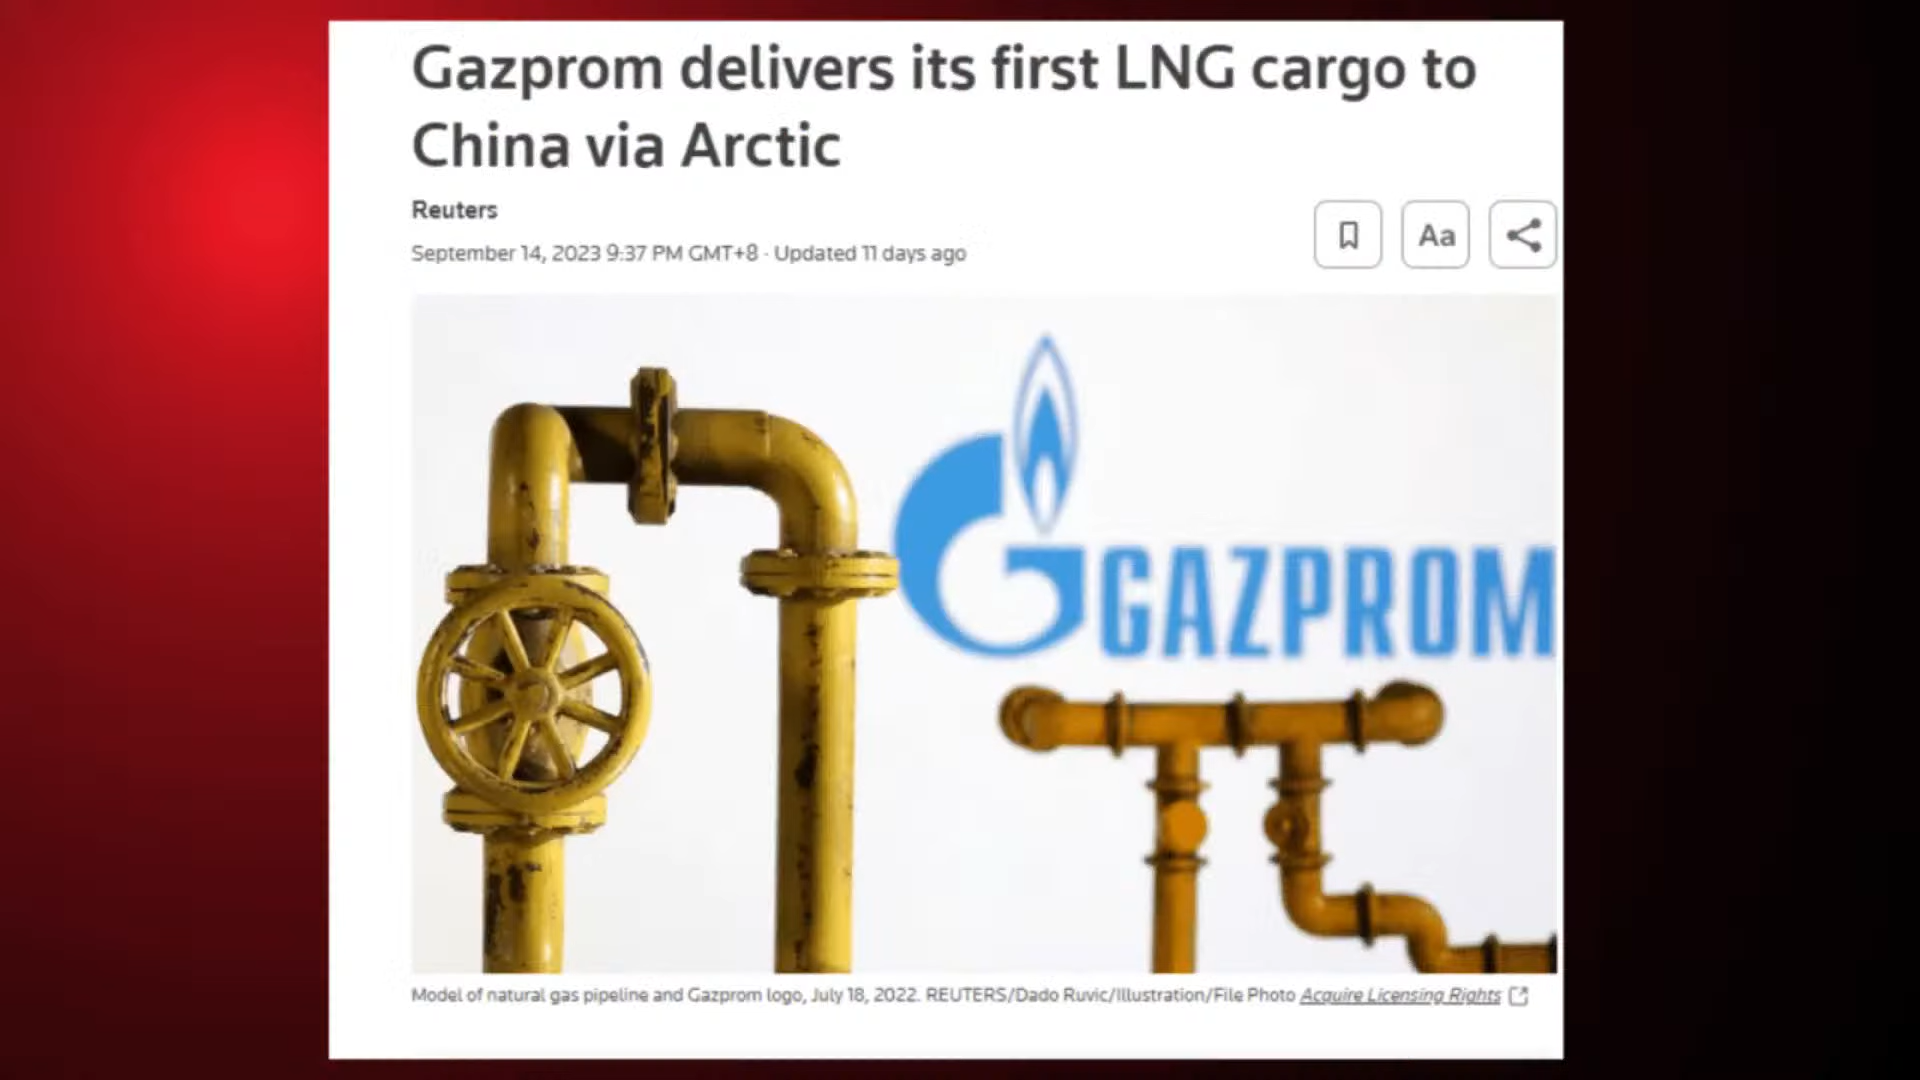 Gazprom delivers its first LNG cargo to
China via Arctic
Reuters
September 14, 2023 9:37 PM GMT+8 · Updated 11 days ago
Aa
GAZPROM
Model of natural gas pipeline and Gazprom logo, July 18, 2022. REUTERS/Dado Ruvic/Illustration/File Photo Acquire Licensing Rights